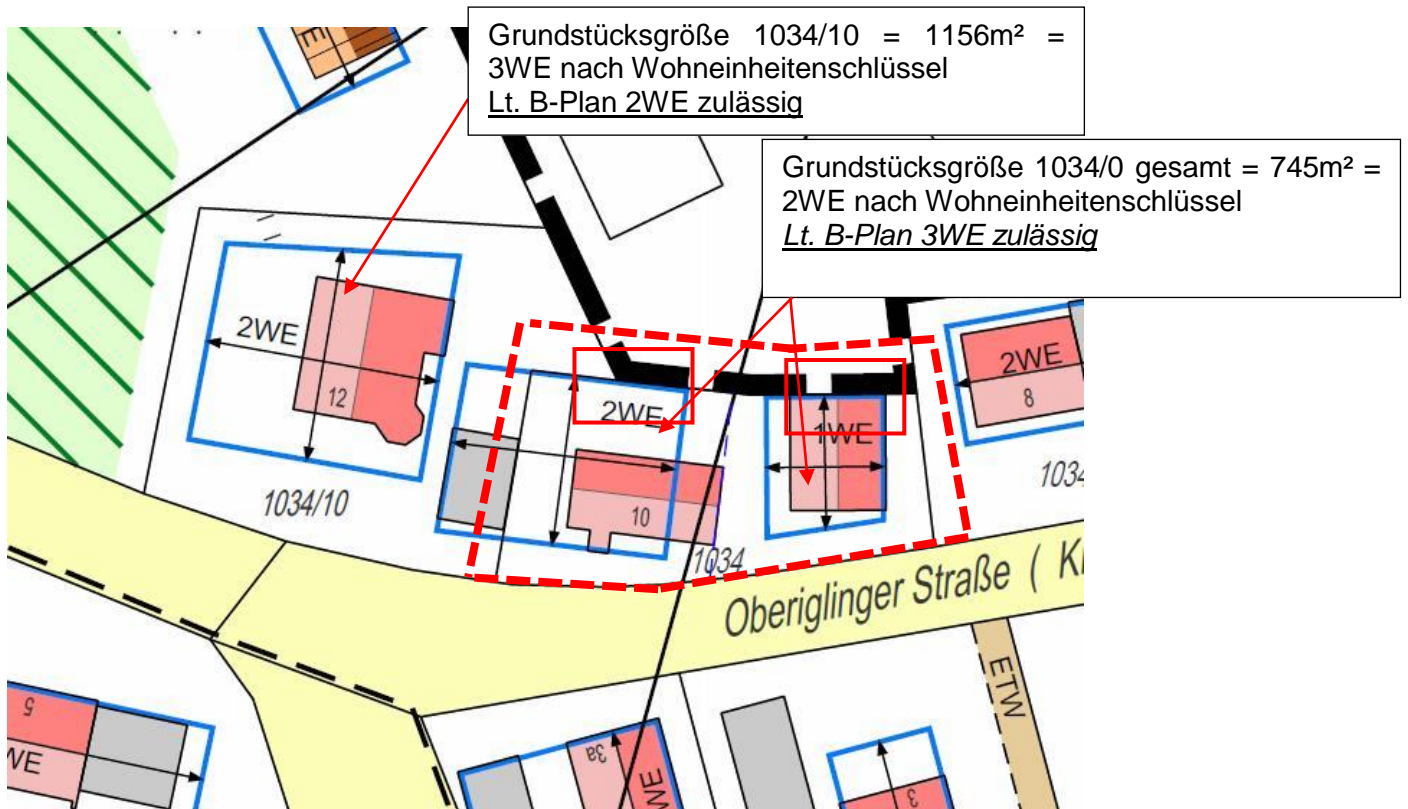 Grundstücksgröße 1034/10 = 1156m² =
3WE nach Wohneinheitenschlüssel
Lt. B-Plan 2WE zulässig
Grundstücksgröße 1034/0 gesamt = 745m² =
2WE nach Wohneinheitenschlüssel
Lt. B-Plan 3WE zulässig
2WE
12
1034/10
2WE
10
1034
1WE
2WE
8
1034
Oberiglinger Straße ( K
ETW
5
WE
3a
WE
3